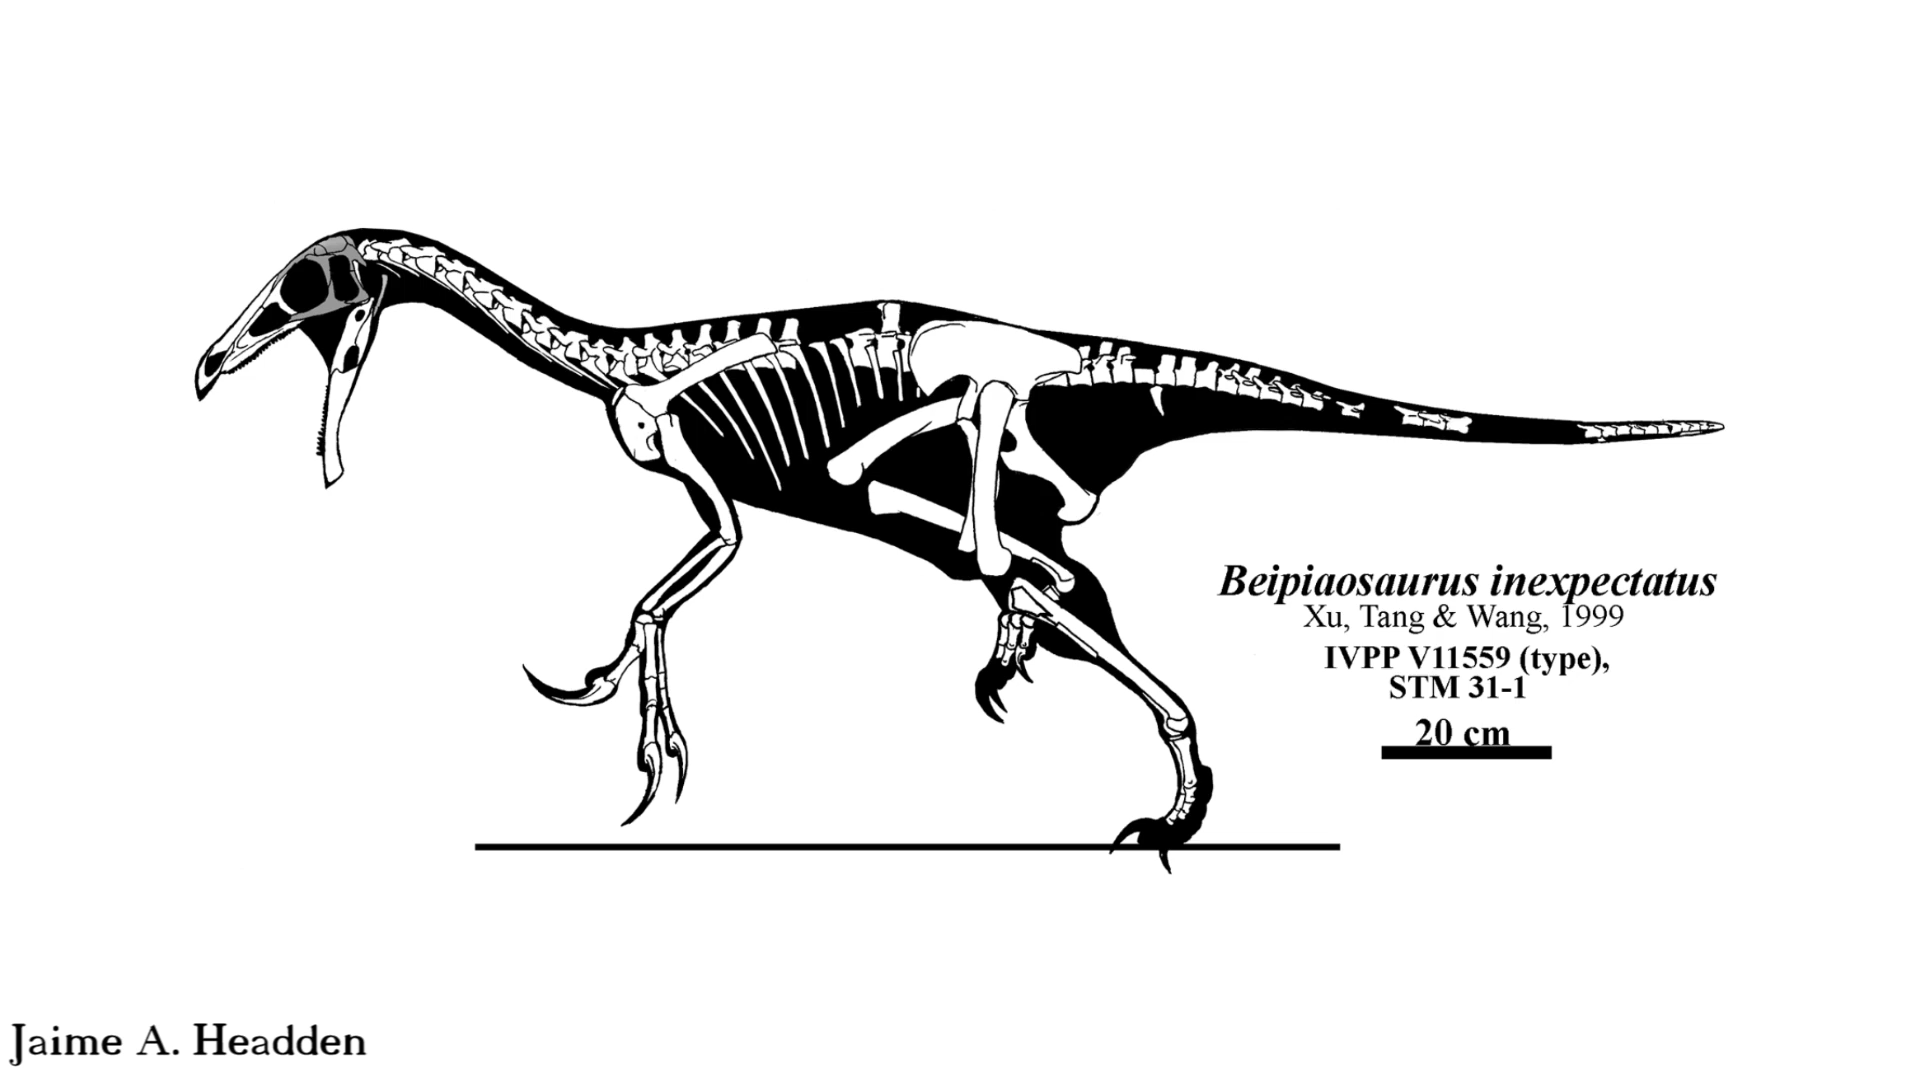 Beipiaosaurus inexpectatus
Xu, Tang & Wang, 1999
IVPP V11559 (type),
STM 31-1
20 cm
Jaime A. Headden